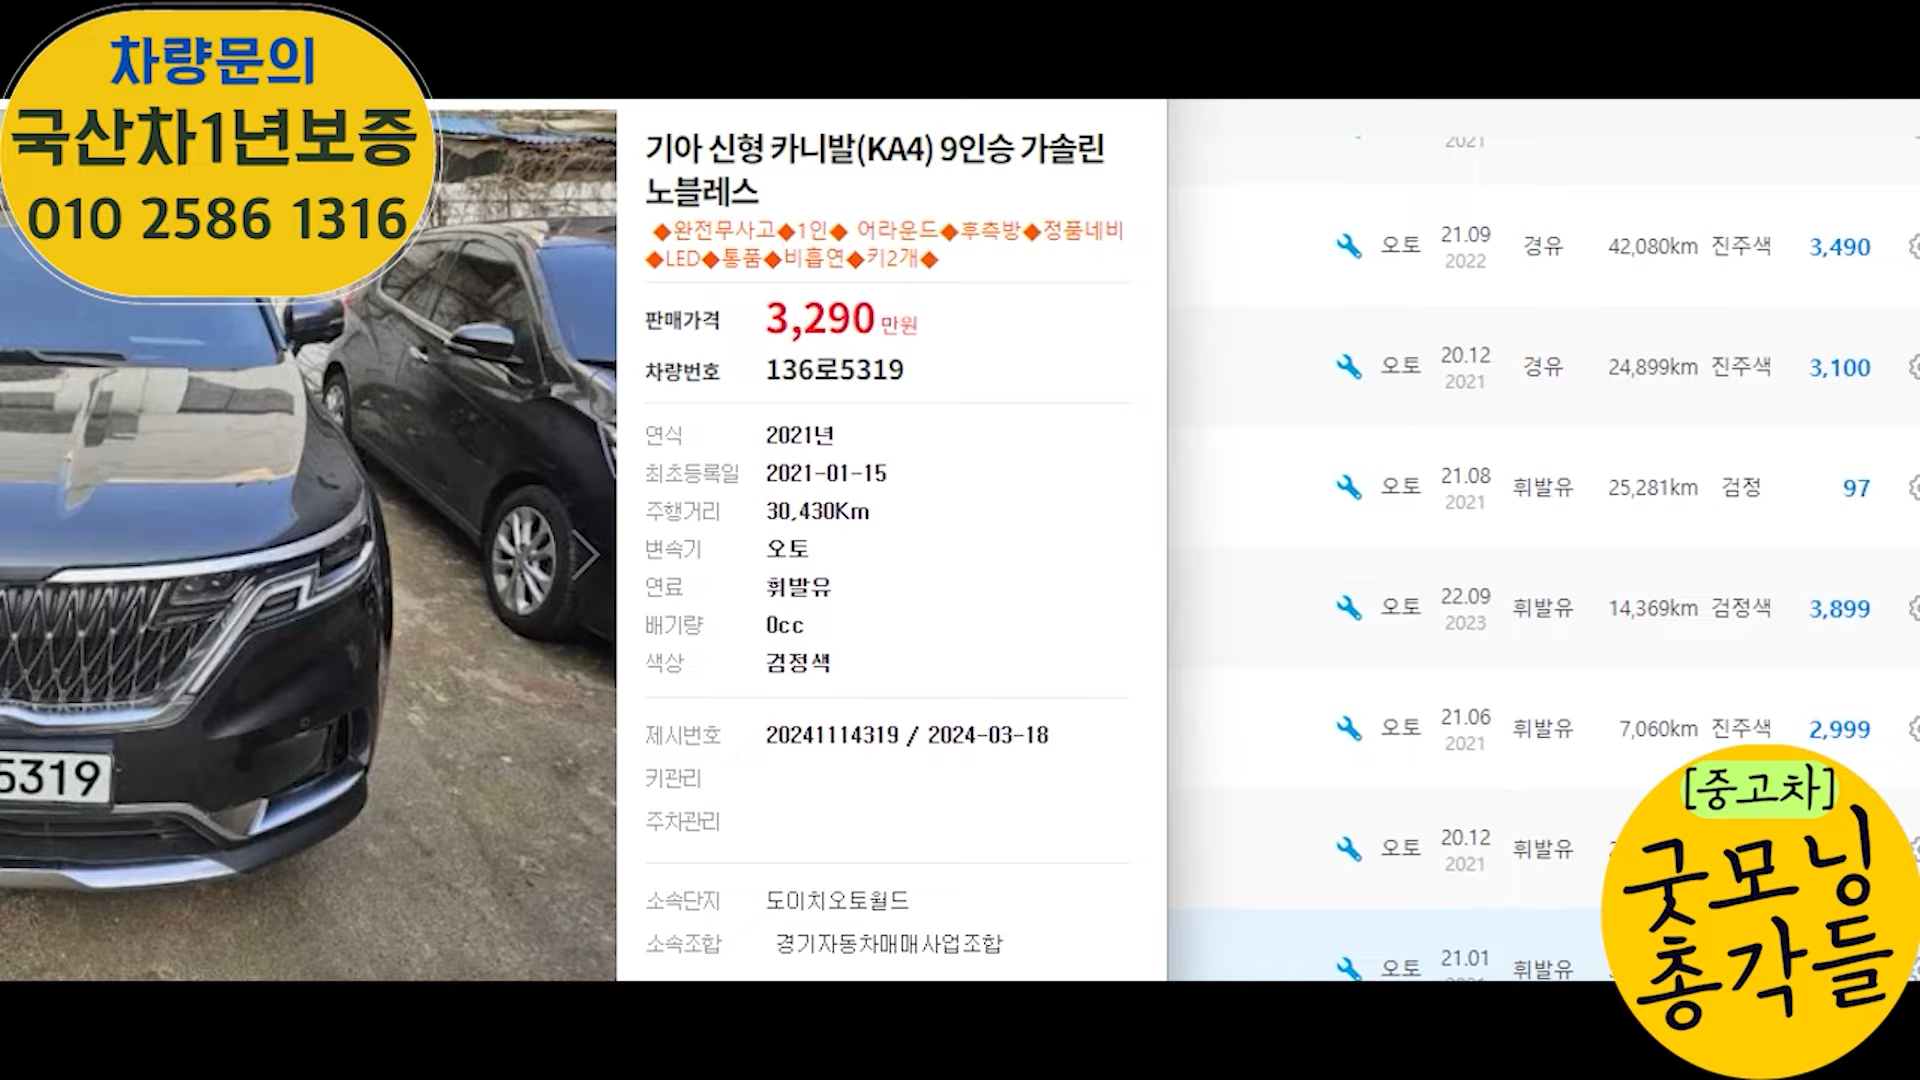 차량문의
국산차1년보증
010 2586 1316
기아 신형 카니발(KA4) 9인승 가솔린
노블레스
◆완전무사고◆1인◆ 어라운드◆후측방◆정품네비
◆LED◆통풍◆비흡연◆키2개◆
판매가격 3,290 만원
차량번호 136로5319
연식 2021년
최초등록일 2021-01-15
주행거리 30,430Km
변속기 오토
연료 휘발유
배기량 0cc
색상 검정색
제시번호 20241114319 / 2024-03-18
키관리
주차관리
소속단지 도이치오토월드
소속조합 경기자동차매매사업조합
5319
2021
오토 21.09 경유 42,080km 진주색 3,490
2022
오토 20.12 경유 24,899km 진주색 3,100
2021
오토 21.08 휘발유 25,281km 검정 97
2021
오토 22.09 휘발유 14,369km 검정색 3,899
2023
오토 21.06 휘발유 7,060km 진주색 2,999
2021
오토 20.12 휘발유
2021
오토 21.01 휘발유
[중고차]
굿모닝
총각들